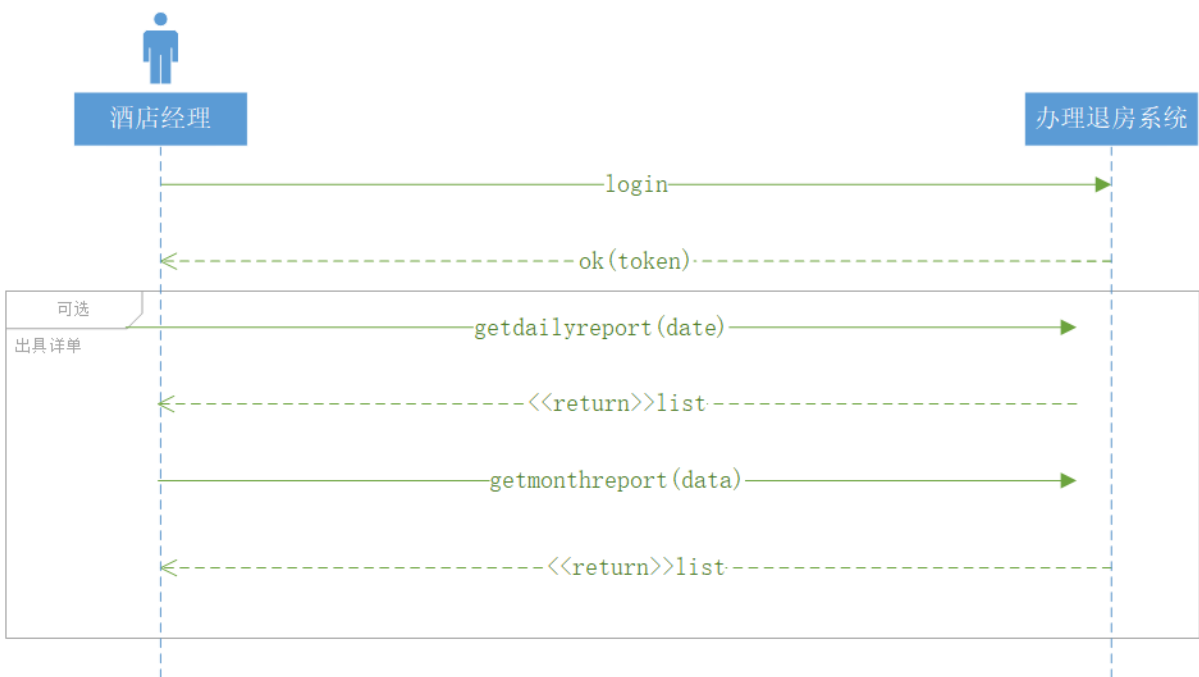 酒店经理
办理退房系统
login
ok(token)
可选
getdailyreport(date)
出具详单
<<return>>list
getmonthreport(data)
<<return>>list